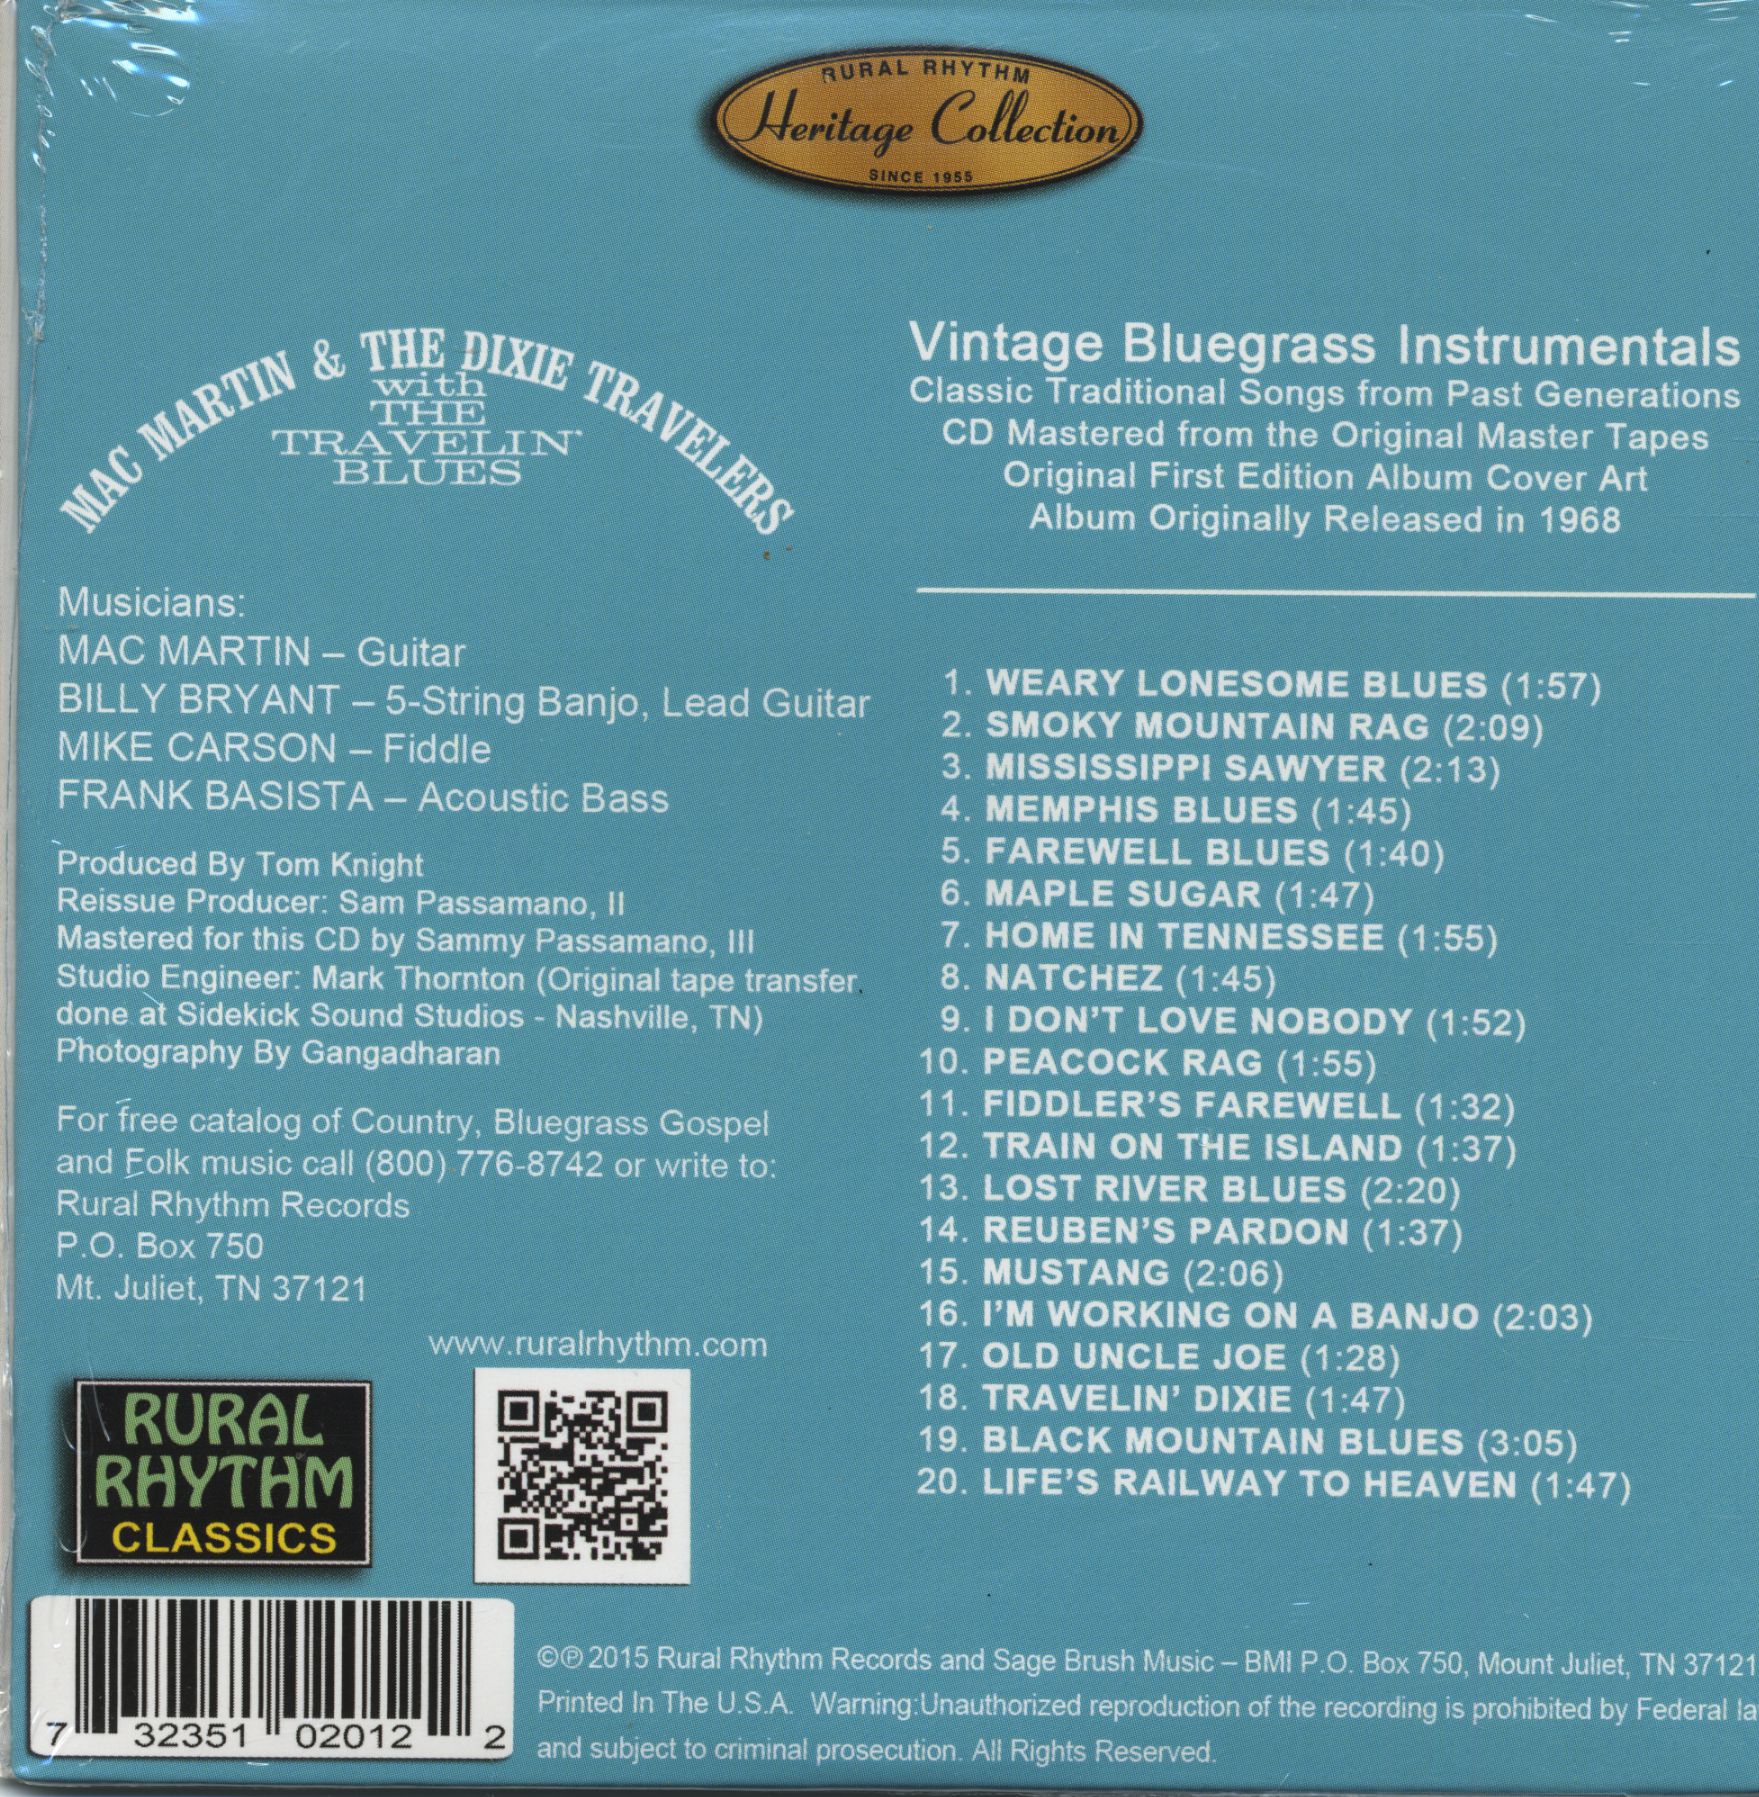 RURAL RHYTHM
Heritage Collection
SINCE 1955
MAC MARTIN & THE DIXIE TRAVELERS
with
THE
TRAVELIN'
BLUES
Musicians:
MAC MARTIN – Guitar
BILLY BRYANT – 5-String Banjo, Lead Guitar
MIKE CARSON – Fiddle
FRANK BASISTA – Acoustic Bass
Produced By Tom Knight
Reissue Producer: Sam Passamano, II
Mastered for this CD by Sammy Passamano, III
Studio Engineer: Mark Thornton (Original tape transfer
done at Sidekick Sound Studios - Nashville, TN)
Photography By Gangadharan
For free catalog of Country, Bluegrass Gospel
and Folk music call (800) 776-8742 or write to:
Rural Rhythm Records
P.O. Box 750
Mt. Juliet, TN 37121
www.ruralrhythm.com
RURAL
RHYTHM
CLASSICS
7 32351 02012 2
Vintage Bluegrass Instrumentals
Classic Traditional Songs from Past Generations
CD Mastered from the Original Master Tapes
Original First Edition Album Cover Art
Album Originally Released in 1968
1. WEARY LONESOME BLUES (1:57)
2. SMOKY MOUNTAIN RAG (2:09)
3. MISSISSIPPI SAWYER (2:13)
4. MEMPHIS BLUES (1:45)
5. FAREWELL BLUES (1:40)
6. MAPLE SUGAR (1:47)
7. HOME IN TENNESSEE (1:55)
8. NATCHEZ (1:45)
9. I DON'T LOVE NOBODY (1:52)
10. PEACOCK RAG (1:55)
11. FIDDLER'S FAREWELL (1:32)
12. TRAIN ON THE ISLAND (1:37)
13. LOST RIVER BLUES (2:20)
14. REUBEN'S PARDON (1:37)
15. MUSTANG (2:06)
16. I'M WORKING ON A BANJO (2:03)
17. OLD UNCLE JOE (1:28)
18. TRAVELIN' DIXIE (1:47)
19. BLACK MOUNTAIN BLUES (3:05)
20. LIFE'S RAILWAY TO HEAVEN (1:47)
©℗ 2015 Rural Rhythm Records and Sage Brush Music – BMI P.O. Box 750, Mount Juliet, TN 37121
Printed In The U.S.A. Warning:Unauthorized reproduction of the recording is prohibited by Federal la
and subject to criminal prosecution. All Rights Reserved.